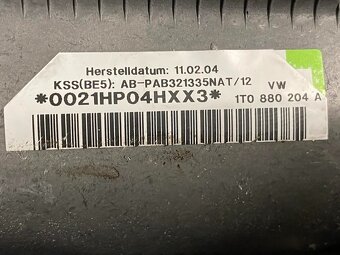 Herstelldatum: 11.02.04
KSS(BE5): AB-PAB321335NAT/12 VW
*0021HP04HXX3* 1T0 880 204 A